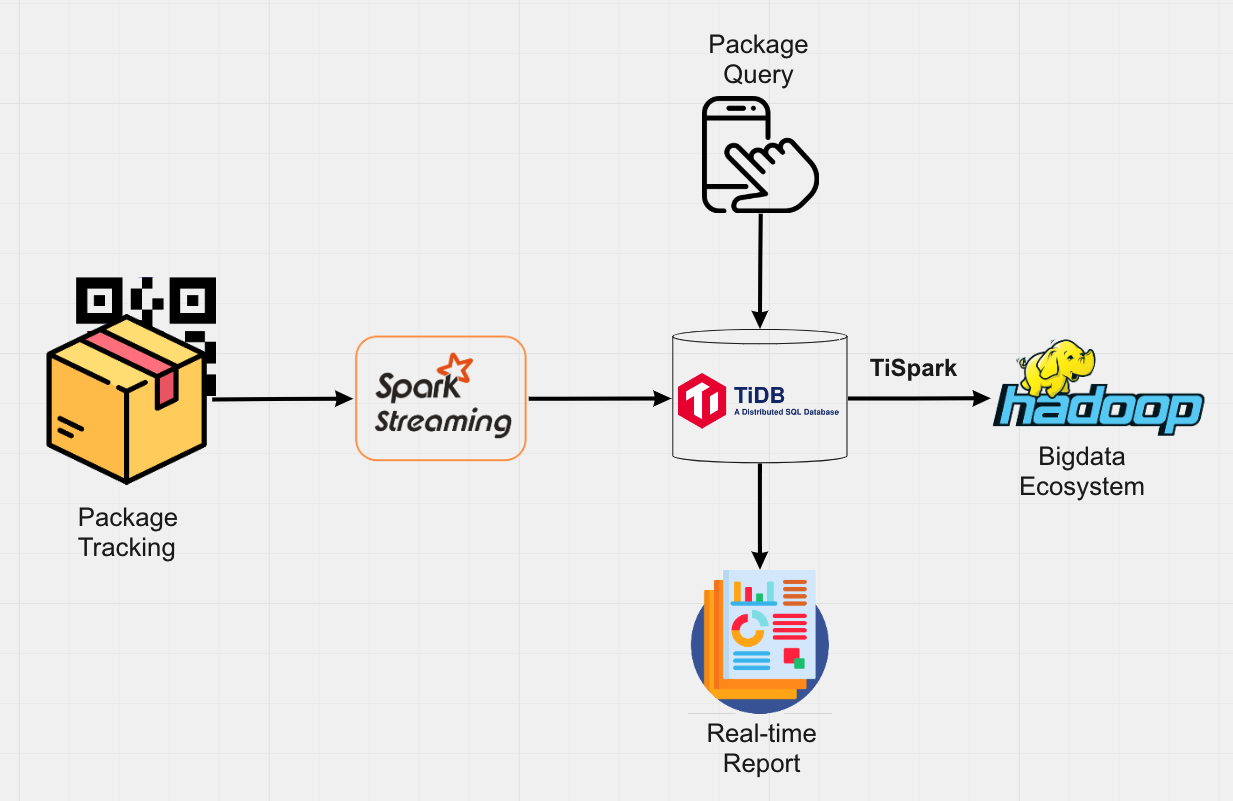 Package
Query
Package
Tracking
Spark
Streaming
TiDB
A Distributed SQL Database
TiSpark
hadoop
Bigdata
Ecosystem
Real-time
Report